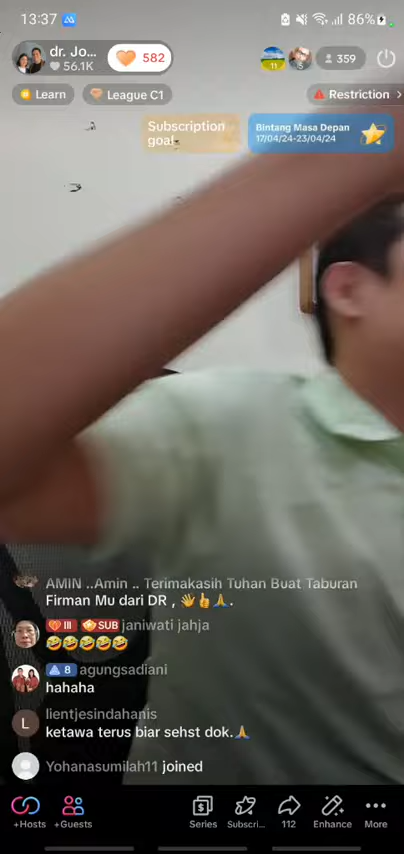 13:37
86%
dr. Jo...
56.1K
582
11
5
359
Learn
League C1
Restriction
Subscription goal
Bintang Masa Depan
17/04/24-23/04/24
AMIN ..Amin .. Terimakasih Tuhan Buat Taburan
Firman Mu dari DR , 👋👍🙏.
III SUB janiwati jahja
🤣🤣🤣🤣🤣
8 agungsadiani
hahaha
lientjesindahanis
L
ketawa terus biar sehst dok.🙏
Yohanasumilah11 joined
+Hosts
+Guests
Series
Subscri...
112
Enhance
More